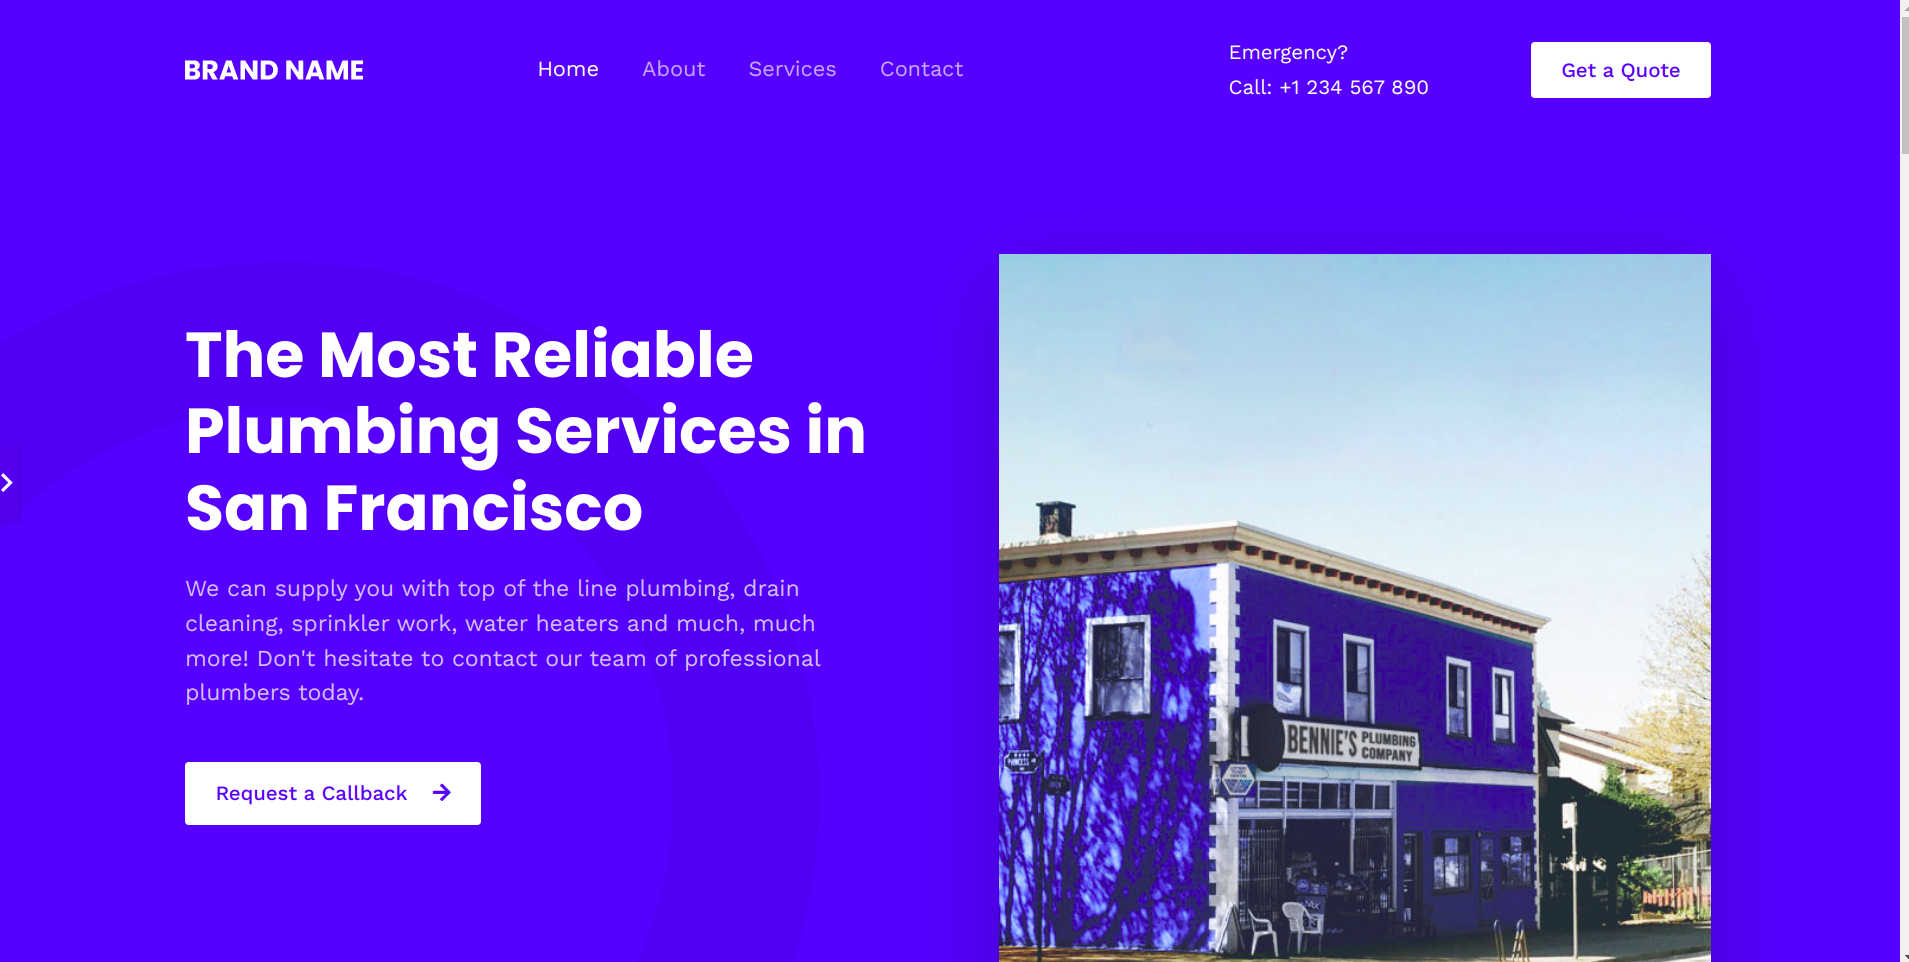 BRAND NAME
Home About Services Contact
Emergency?
Call: +1 234 567 890
Get a Quote
The Most Reliable
Plumbing Services in
San Francisco
We can supply you with top of the line plumbing, drain
cleaning, sprinkler work, water heaters and much, much
more! Don't hesitate to contact our team of professional
plumbers today.
Request a Callback
BENNIE'S PLUMBING
COMPANY
PRINCESS